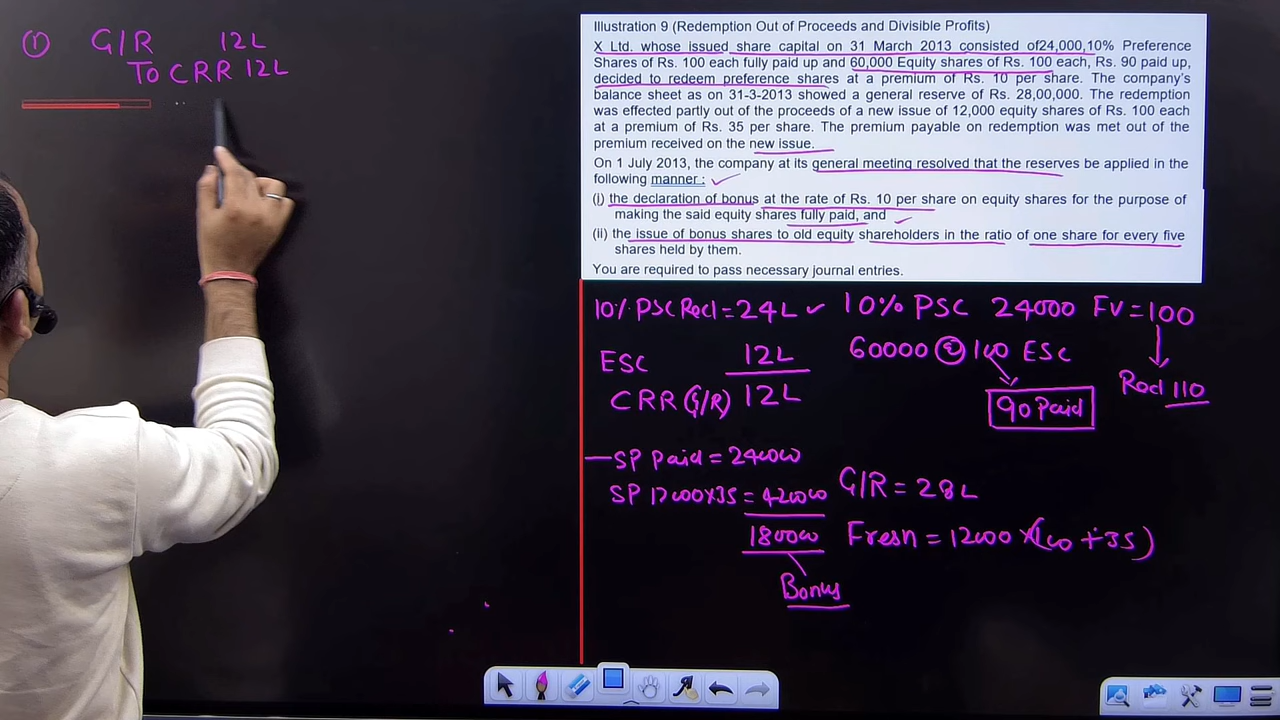 ① G/R 12L
To CRR 12L
Illustration 9 (Redemption Out of Proceeds and Divisible Profits)
X Ltd. whose issued share capital on 31 March 2013 consisted of24,000,10% Preference
Shares of Rs. 100 each fully paid up and 60,000 Equity shares of Rs. 100 each, Rs. 90 paid up,
decided to redeem preference shares at a premium of Rs. 10 per share. The company's
balance sheet as on 31-3-2013 showed a general reserve of Rs. 28,00,000. The redemption
was effected partly out of the proceeds of a new issue of 12,000 equity shares of Rs. 100 each
at a premium of Rs. 35 per share. The premium payable on redemption was met out of the
premium received on the new issue.
On 1 July 2013, the company at its general meeting resolved that the reserves be applied in the
following manner :
(i) the declaration of bonus at the rate of Rs. 10 per share on equity shares for the purpose of
making the said equity shares fully paid, and
(ii) the issue of bonus shares to old equity shareholders in the ratio of one share for every five
shares held by them.
You are required to pass necessary journal entries.
10% PSC Red = 24L
ESC 12L
CRR (G/R) 12L
— SP Paid = 240000
SP 12000×35 = 420000
180000
Bonus
10% PSC 24000 FV = 100
60000 @ 100 ESC
Red 110
90 Paid
G/R = 28L
Fresh = 12000 × (100 + 35)